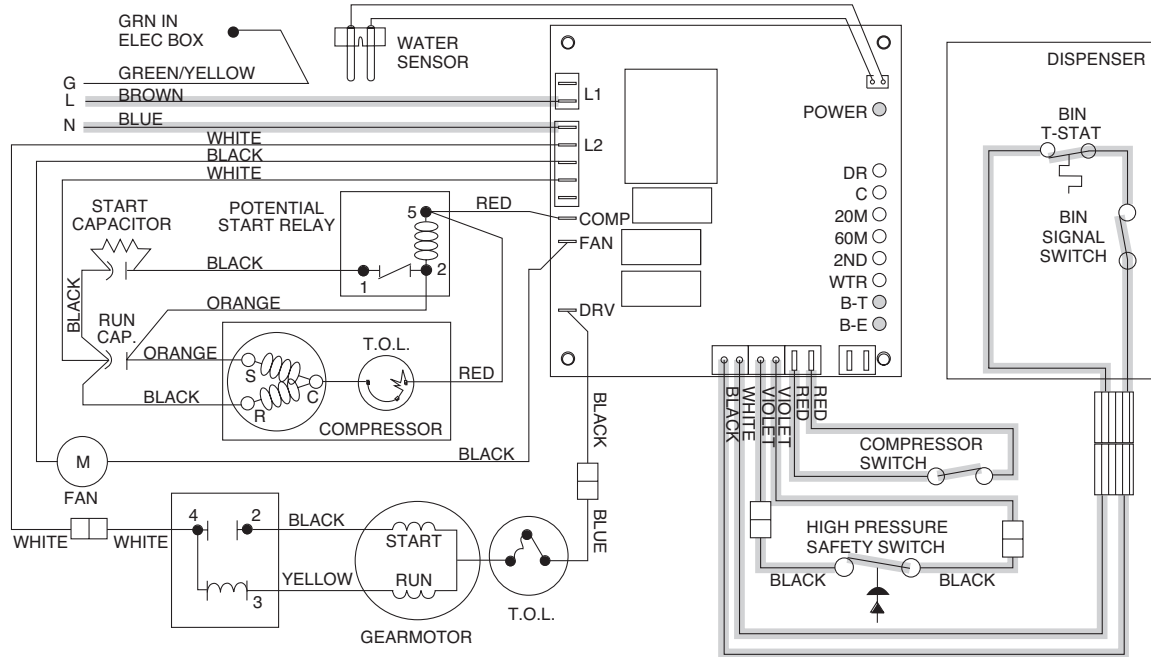 GRN IN
ELEC BOX
WATER
SENSOR
G
GREEN/YELLOW
L
BROWN
N
BLUE
WHITE
BLACK
WHITE
L1
L2
POWER
DISPENSER
BIN
T-STAT
BIN
SIGNAL
SWITCH
DR
C
20M
60M
2ND
WTR
B-T
B-E
START
CAPACITOR
POTENTIAL
START RELAY
5
RED
COMP
FAN
DRV
BLACK
1
2
ORANGE
BLACK
RUN
CAP.
ORANGE
S
T.O.L.
C
RED
BLACK
R
COMPRESSOR
M
FAN
BLACK
BLACK
WHITE
VIOLET
VIOLET
RED
RED
COMPRESSOR
SWITCH
BLACK
BLUE
HIGH PRESSURE
SAFETY SWITCH
BLACK
BLACK
WHITE
WHITE
4
2
BLACK
START
YELLOW
RUN
3
T.O.L.
GEARMOTOR